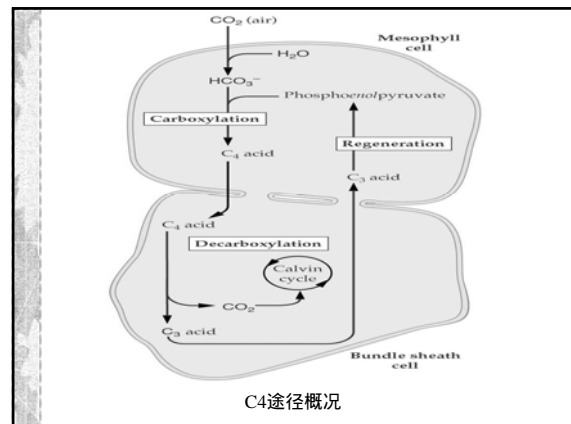 CO₂ (air)
Mesophyll
cell
H₂O
HCO₃⁻
Phosphoenolpyruvate
Carboxylation
Regeneration
C₄ acid
C₃ acid
C₄ acid
Decarboxylation
Calvin
cycle
CO₂
C₃ acid
Bundle sheath
cell
C4途径概况